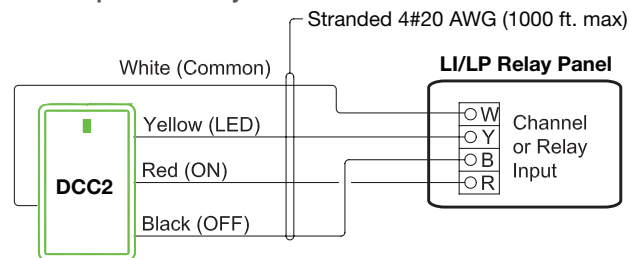 Stranded 4#20 AWG (1000 ft. max)
White (Common)
LI/LP Relay Panel
Yellow (LED)
Red (ON)
Black (OFF)
DCC2
W
Y
B
R
Channel
or Relay
Input